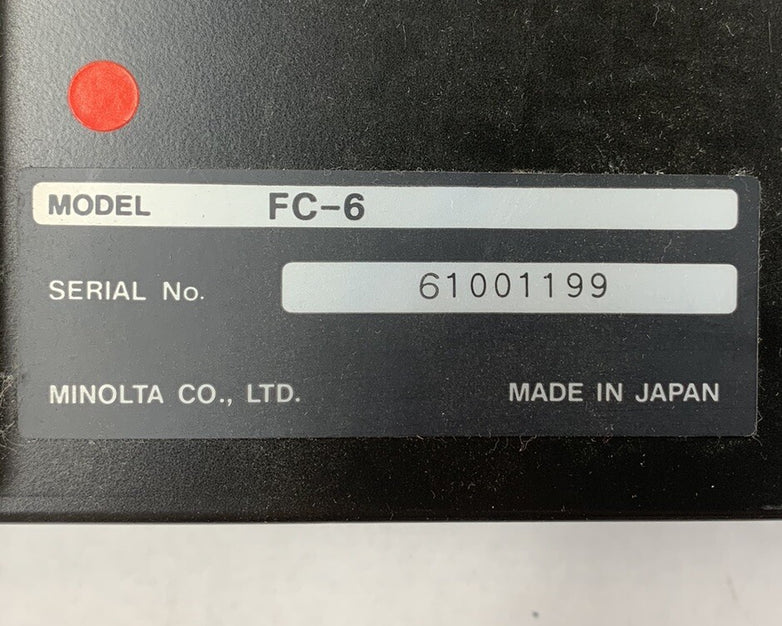 MODEL FC-6
SERIAL No. 61001199
MINOLTA CO., LTD. MADE IN JAPAN